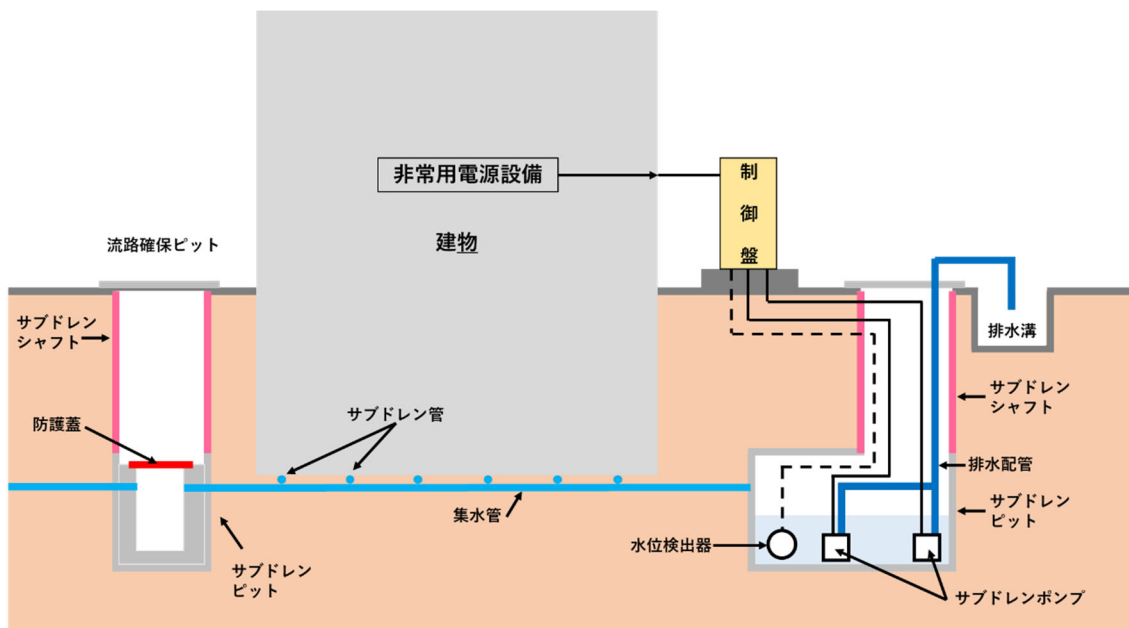 非常用電源設備
制
御
盤
建物
流路確保ピット
サブドレン
シャフト
排水溝
サブドレン
シャフト
防護蓋
サブドレン管
排水配管
集水管
サブドレン
ピット
水位検出器
サブドレン
ピット
サブドレンポンプ